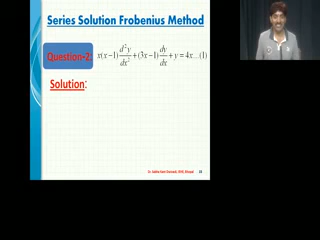 Series Solution Frobenius Method
Question-2: x(x−1) d²y/dx² + (3x−1) dy/dx + y = 4x ...(1)
Solution: